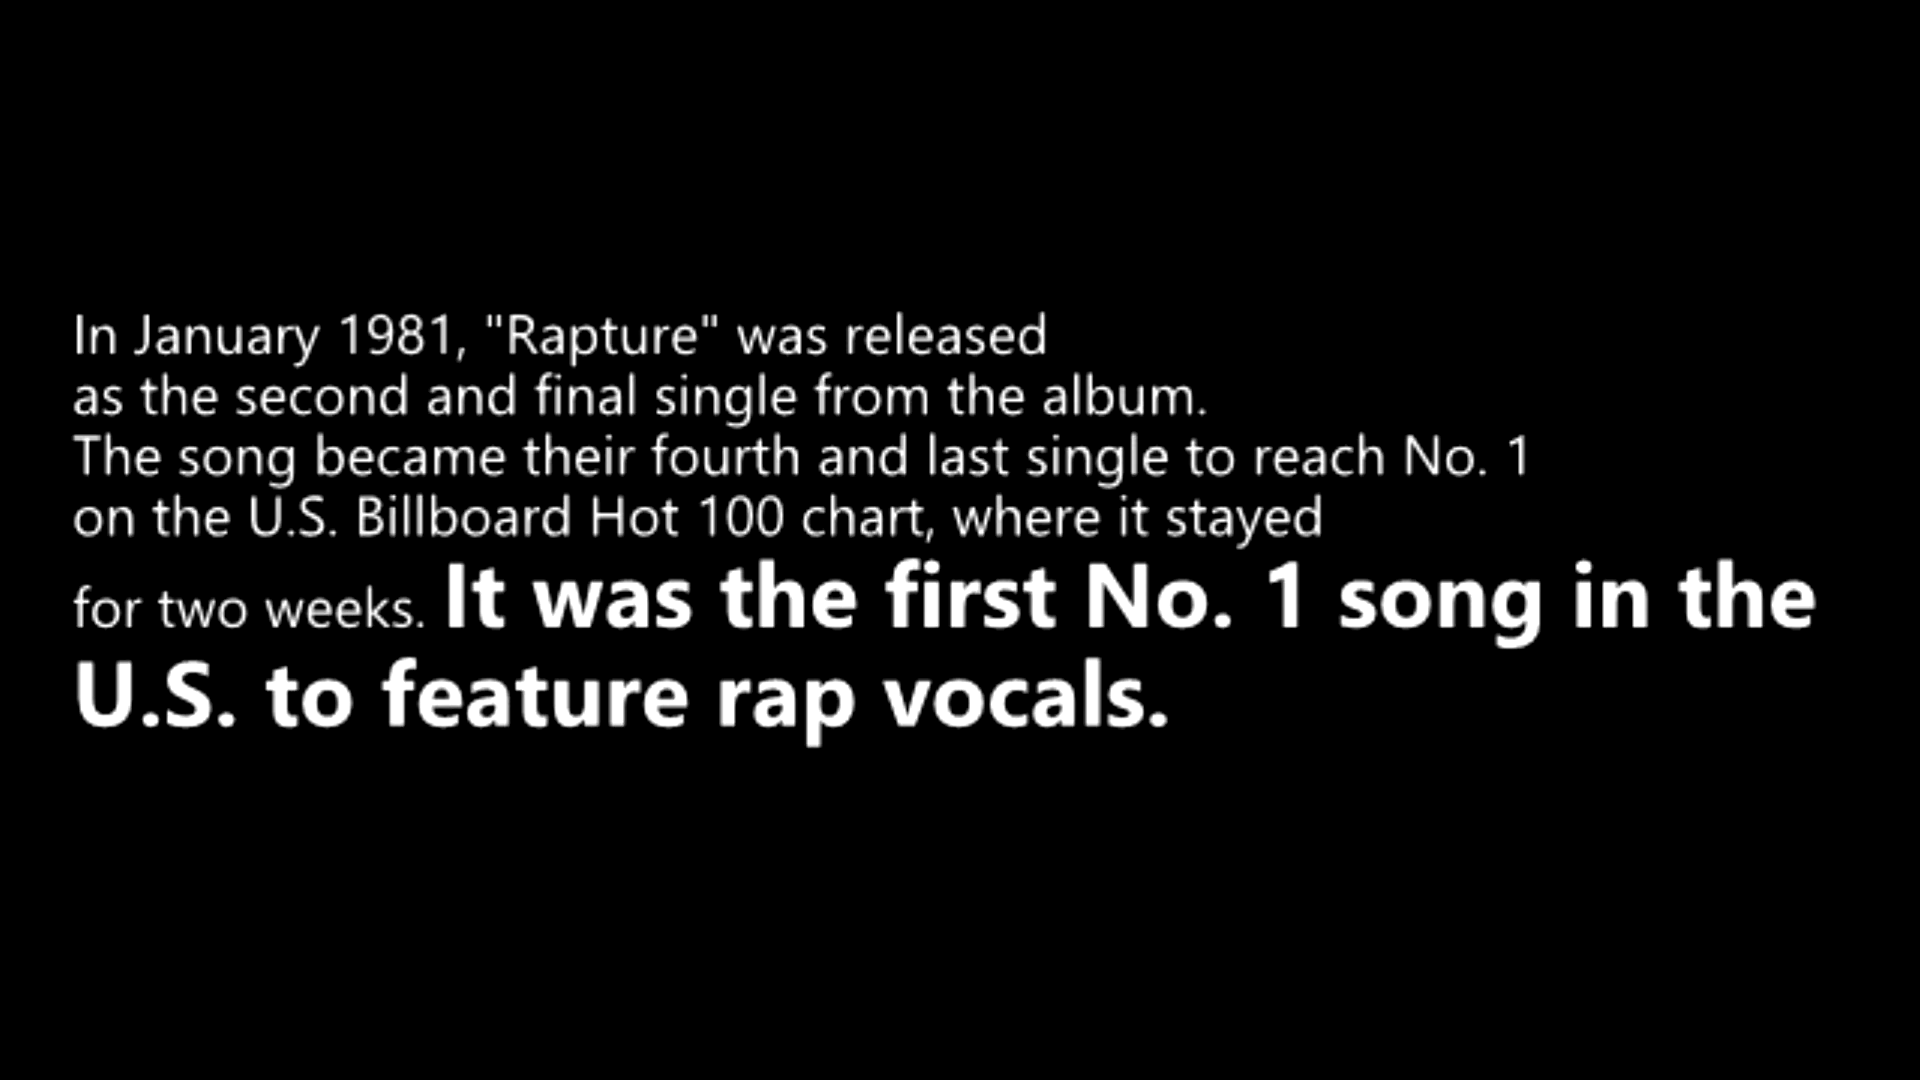 In January 1981, "Rapture" was released
as the second and final single from the album.
The song became their fourth and last single to reach No. 1
on the U.S. Billboard Hot 100 chart, where it stayed
for two weeks. It was the first No. 1 song in the
U.S. to feature rap vocals.